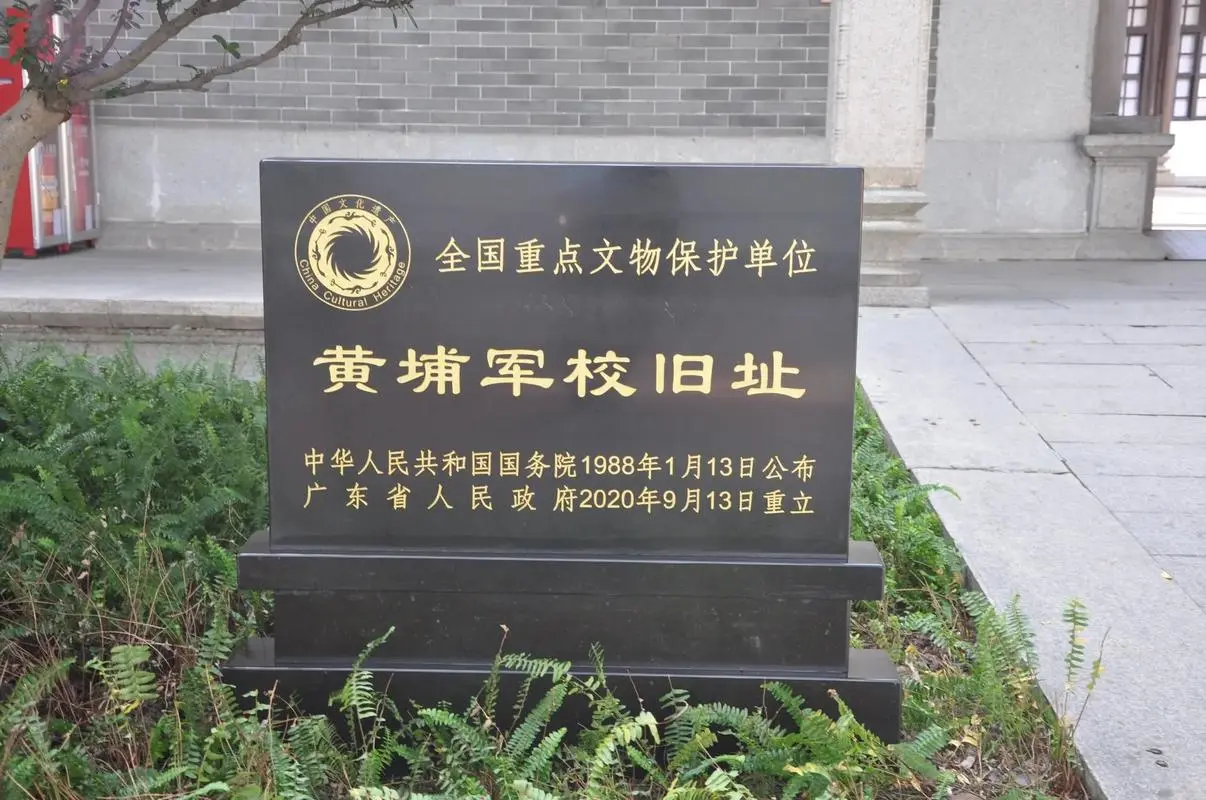 中国文化遗产
China Cultural Heritage
全国重点文物保护单位
黄埔军校旧址
中华人民共和国国务院1988年1月13日公布
广东省人民政府2020年9月13日重立